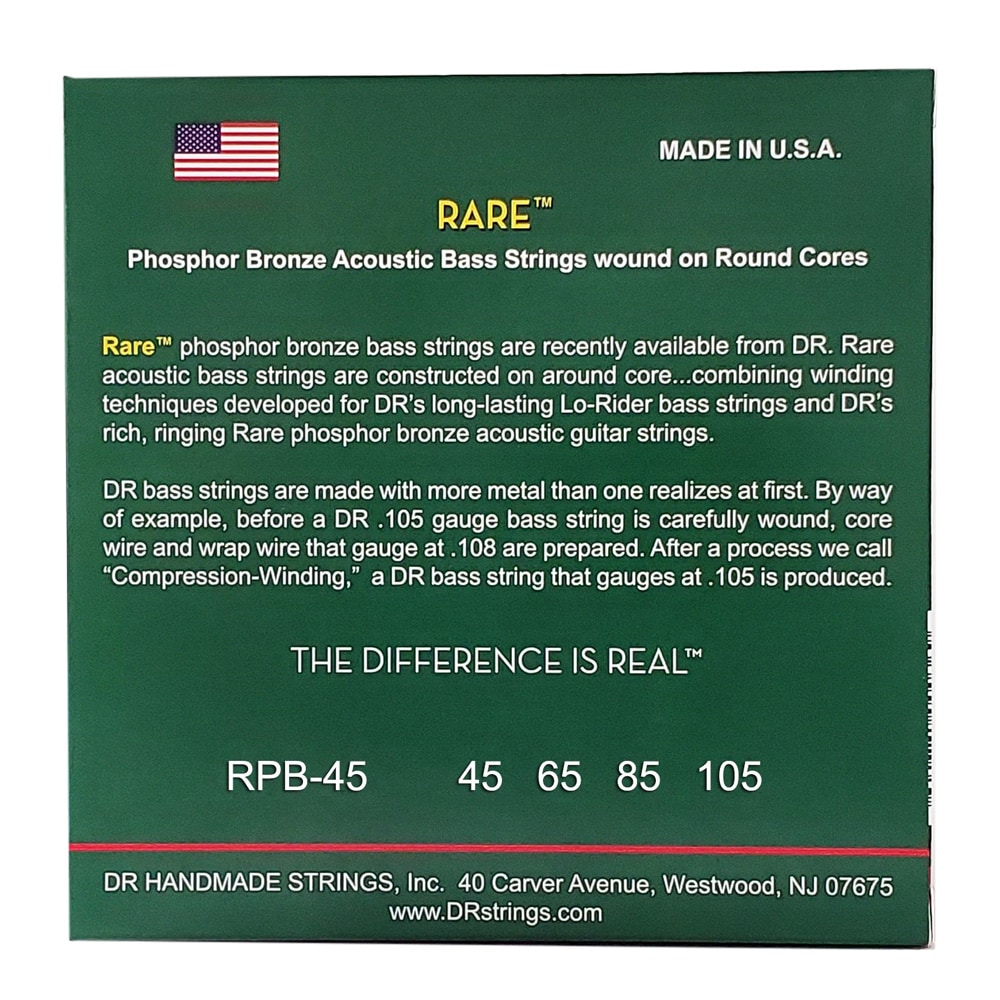 MADE IN U.S.A.
RARE™
Phosphor Bronze Acoustic Bass Strings wound on Round Cores
Rare™ phosphor bronze bass strings are recently available from DR. Rare
acoustic bass strings are constructed on around core...combining winding
techniques developed for DR's long-lasting Lo-Rider bass strings and DR's
rich, ringing Rare phosphor bronze acoustic guitar strings.
DR bass strings are made with more metal than one realizes at first. By way
of example, before a DR .105 gauge bass string is carefully wound, core
wire and wrap wire that gauge at .108 are prepared. After a process we call
“Compression-Winding,” a DR bass string that gauges at .105 is produced.
THE DIFFERENCE IS REAL™
RPB-45 45 65 85 105
DR HANDMADE STRINGS, Inc. 40 Carver Avenue, Westwood, NJ 07675
www.DRstrings.com